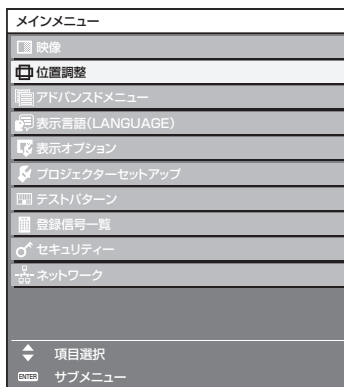 メインメニュー
映像
位置調整
アドバンスドメニュー
表示言語(LANGUAGE)
表示オプション
プロジェクターセットアップ
テストパターン
登録信号一覧
セキュリティー
ネットワーク
項目選択
ENTER サブメニュー